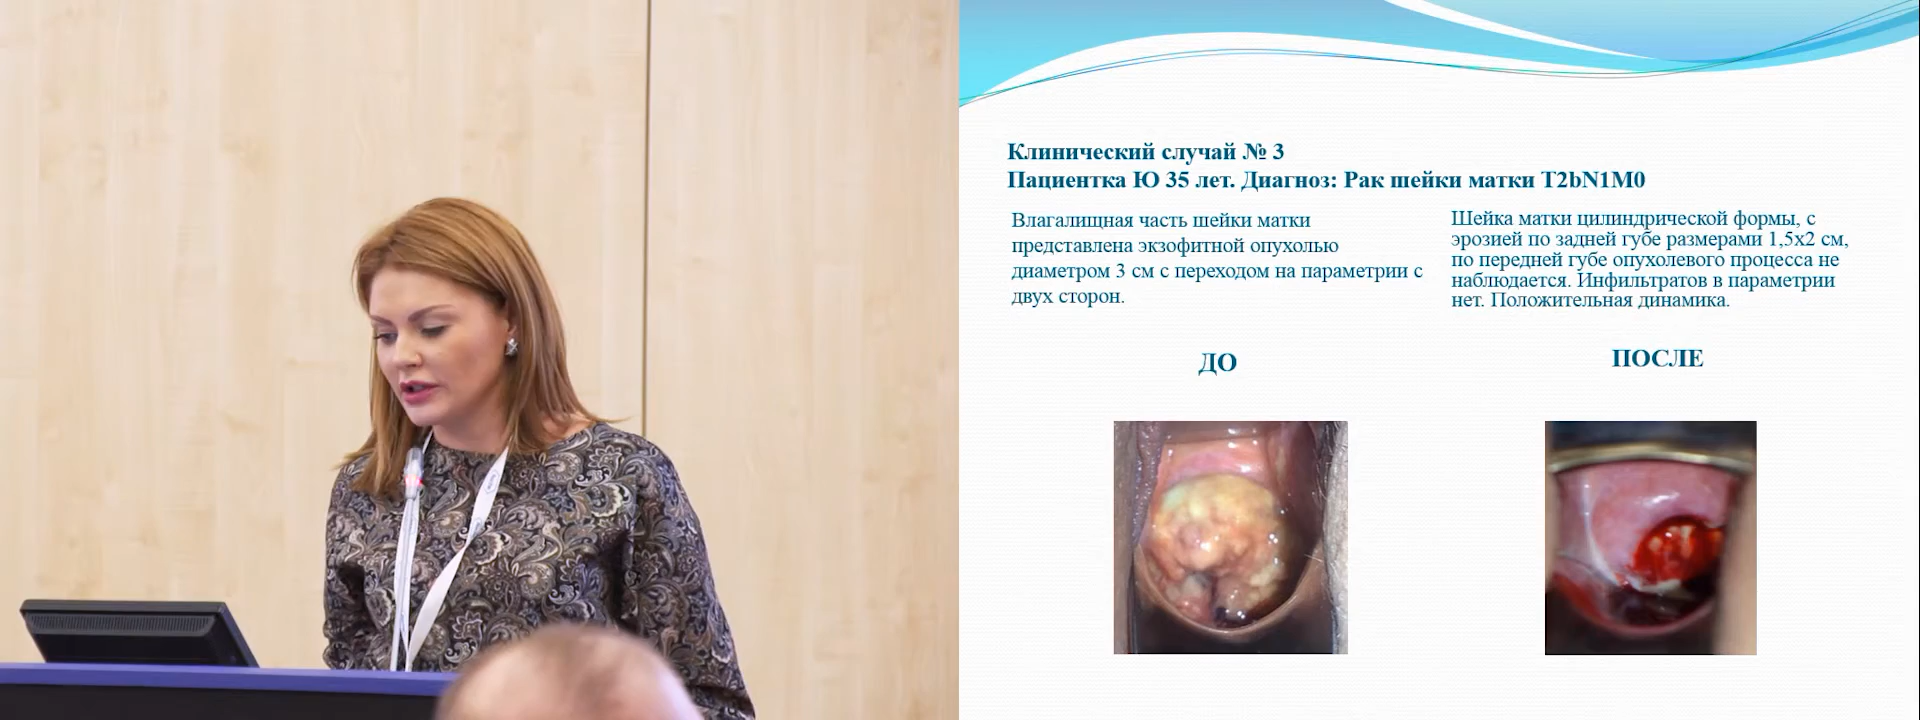 Клинический случай № 3
Пациентка Ю 35 лет. Диагноз: Рак шейки матки T2bN1M0
Влагалищная часть шейки матки
представлена экзофитной опухолью
диаметром 3 см с переходом на параметрии с
двух сторон.
Шейка матки цилиндрической формы, с
эрозией по задней губе размерами 1,5х2 см,
по передней губе опухолевого процесса не
наблюдается. Инфильтратов в параметрии
нет. Положительная динамика.
ДО
ПОСЛЕ